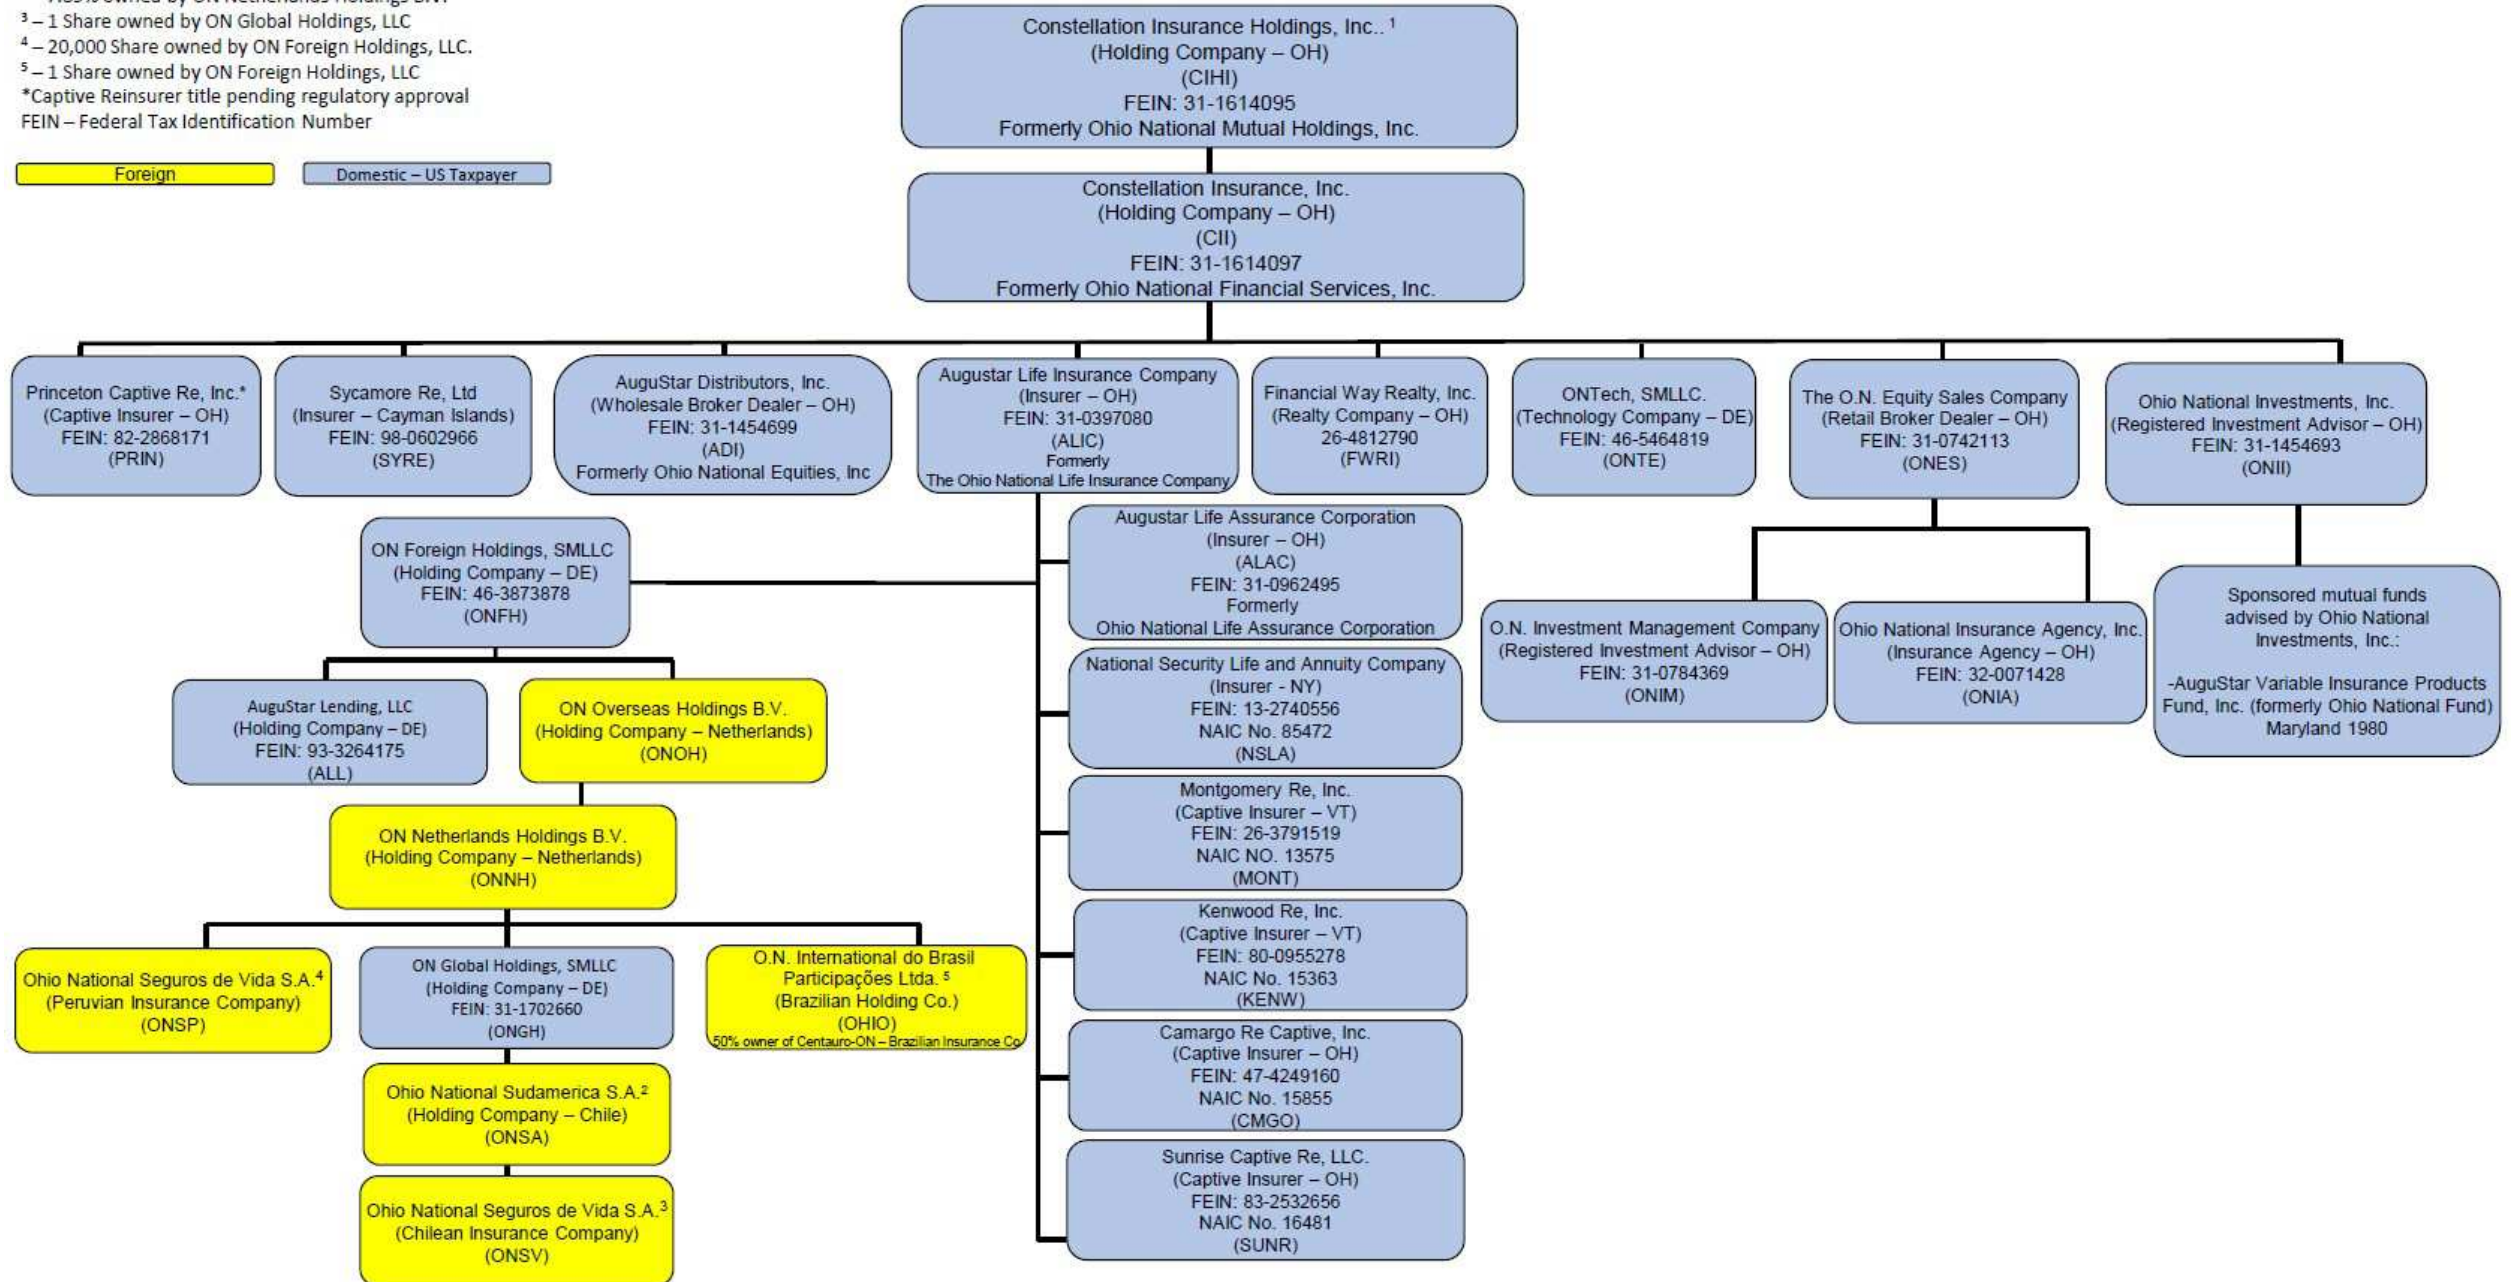 owned by ON Netherlands Holdings B.V.
³ – 1 Share owned by ON Global Holdings, LLC
⁴ – 20,000 Share owned by ON Foreign Holdings, LLC.
⁵ – 1 Share owned by ON Foreign Holdings, LLC
*Captive Reinsurer title pending regulatory approval
FEIN – Federal Tax Identification Number
Foreign
Domestic – US Taxpayer
Constellation Insurance Holdings, Inc.. ¹
(Holding Company – OH)
(CIHI)
FEIN: 31-1614095
Formerly Ohio National Mutual Holdings, Inc.
Constellation Insurance, Inc.
(Holding Company – OH)
(CII)
FEIN: 31-1614097
Formerly Ohio National Financial Services, Inc.
Princeton Captive Re, Inc.*
(Captive Insurer – OH)
FEIN: 82-2868171
(PRIN)
Sycamore Re, Ltd
(Insurer – Cayman Islands)
FEIN: 98-0602966
(SYRE)
AuguStar Distributors, Inc.
(Wholesale Broker Dealer – OH)
FEIN: 31-1454699
(ADI)
Formerly Ohio National Equities, Inc
Augustar Life Insurance Company
(Insurer – OH)
FEIN: 31-0397080
(ALIC)
Formerly
The Ohio National Life Insurance Company
Financial Way Realty, Inc.
(Realty Company – OH)
26-4812790
(FWRI)
ONTech, SMLLC.
(Technology Company – DE)
FEIN: 46-5464819
(ONTE)
The O.N. Equity Sales Company
(Retail Broker Dealer – OH)
FEIN: 31-0742113
(ONES)
Ohio National Investments, Inc.
(Registered Investment Advisor – OH)
FEIN: 31-1454693
(ONII)
ON Foreign Holdings, SMLLC
(Holding Company – DE)
FEIN: 46-3873878
(ONFH)
AuguStar Lending, LLC
(Holding Company – DE)
FEIN: 93-3264175
(ALL)
ON Overseas Holdings B.V.
(Holding Company – Netherlands)
(ONOH)
ON Netherlands Holdings B.V.
(Holding Company – Netherlands)
(ONNH)
Ohio National Seguros de Vida S.A.⁴
(Peruvian Insurance Company)
(ONSP)
ON Global Holdings, SMLLC
(Holding Company – DE)
FEIN: 31-1702660
(ONGH)
O.N. International do Brasil
Participações Ltda. ⁵
(Brazilian Holding Co.)
(OHIO)
50% owner of Centauro-ON – Brazilian Insurance Co
Ohio National Sudamerica S.A.²
(Holding Company – Chile)
(ONSA)
Ohio National Seguros de Vida S.A.³
(Chilean Insurance Company)
(ONSV)
Augustar Life Assurance Corporation
(Insurer – OH)
(ALAC)
FEIN: 31-0962495
Formerly
Ohio National Life Assurance Corporation
National Security Life and Annuity Company
(Insurer - NY)
FEIN: 13-2740556
NAIC No. 85472
(NSLA)
Montgomery Re, Inc.
(Captive Insurer – VT)
FEIN: 26-3791519
NAIC NO. 13575
(MONT)
Kenwood Re, Inc.
(Captive Insurer – VT)
FEIN: 80-0955278
NAIC No. 15363
(KENW)
Camargo Re Captive, Inc.
(Captive Insurer – OH)
FEIN: 47-4249160
NAIC No. 15855
(CMGO)
Sunrise Captive Re, LLC.
(Captive Insurer – OH)
FEIN: 83-2532656
NAIC No. 16481
(SUNR)
O.N. Investment Management Company
(Registered Investment Advisor – OH)
FEIN: 31-0784369
(ONIM)
Ohio National Insurance Agency, Inc.
(Insurance Agency – OH)
FEIN: 32-0071428
(ONIA)
Sponsored mutual funds
advised by Ohio National
Investments, Inc.:
-AuguStar Variable Insurance Products
Fund, Inc. (formerly Ohio National Fund)
Maryland 1980